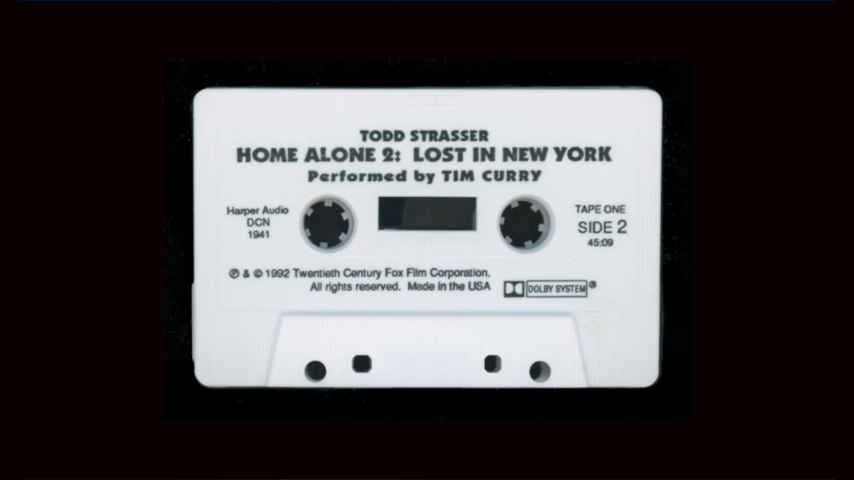 TODD STRASSER
HOME ALONE 2: LOST IN NEW YORK
Performed by TIM CURRY
Harper Audio
DCN
1941
TAPE ONE
SIDE 2
45:09
℗ & © 1992 Twentieth Century Fox Film Corporation.
All rights reserved. Made in the USA
DOLBY SYSTEM®